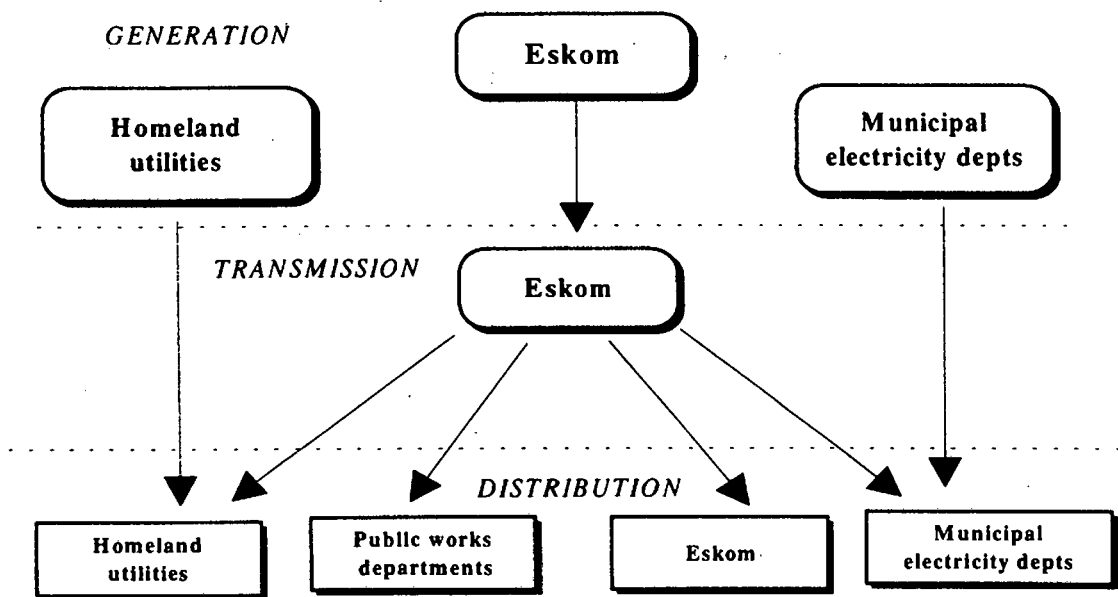 GENERATION
Eskom
Homeland
utilities
Municipal
electricity depts
TRANSMISSION
Eskom
DISTRIBUTION
Homeland
utilities
Public works
departments
Eskom
Municipal
electricity depts